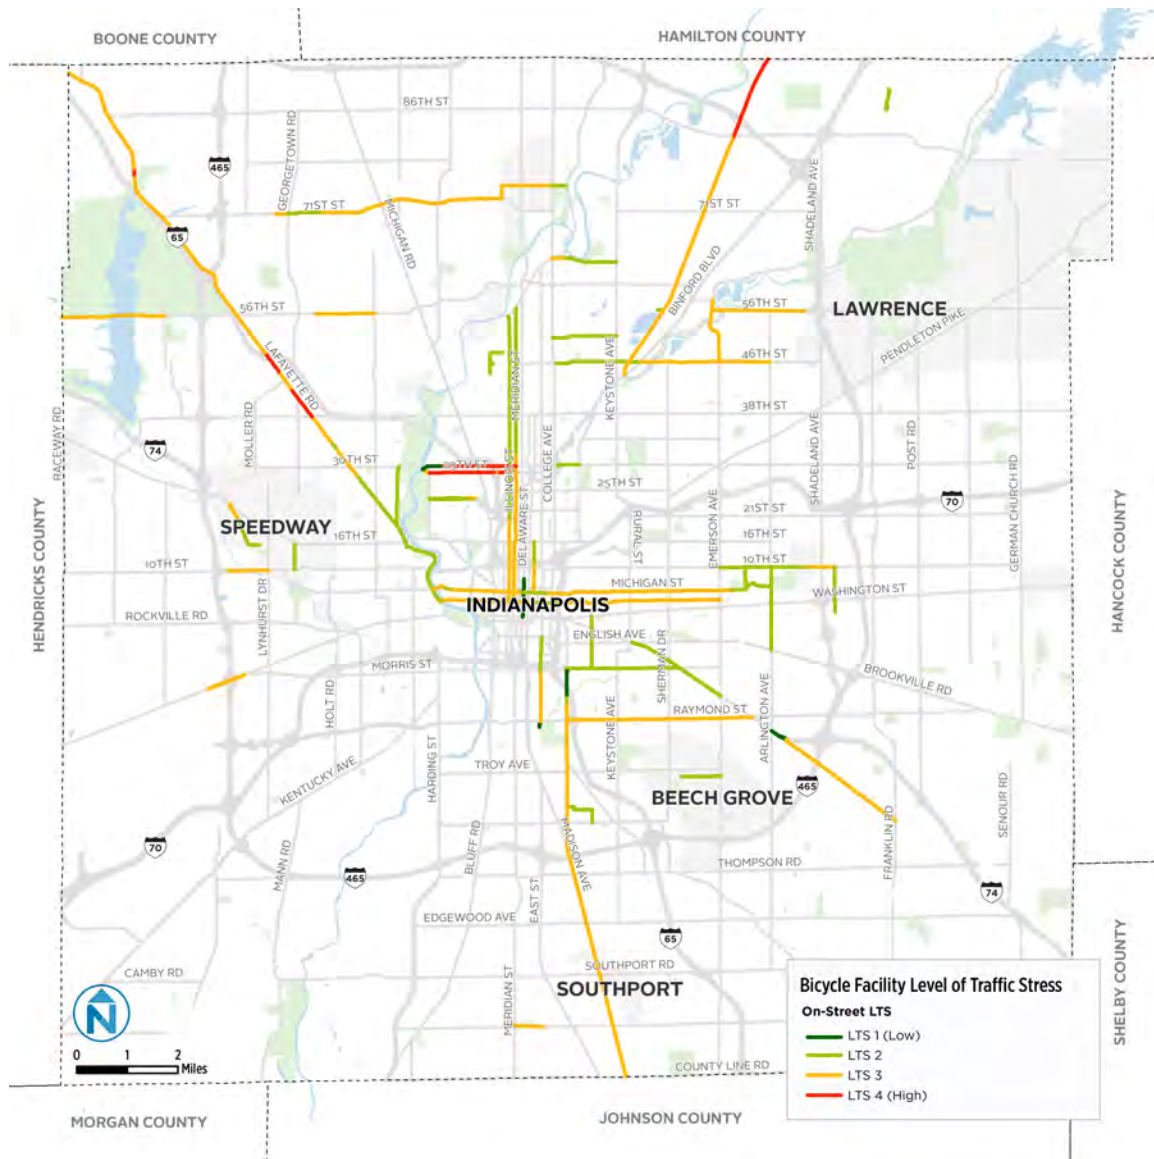 BOONE COUNTY
HAMILTON COUNTY
86TH ST
GEORGETOWN RD
465
SHADELAND AVE
71ST ST
MICHIGAN RD
71ST ST
65
BINFORD BLVD
56TH ST
56TH ST
LAWRENCE
PENDLETON PIKE
LAFAYETTE RD
MERIDIAN ST
KEYSTONE AVE
46TH ST
RACEWAY RD
MOLLER RD
38TH ST
COLLEGE AVE
SHADELAND AVE
POST RD
74
30TH ST
29TH ST
ILLINOIS ST
25TH ST
GERMAN CHURCH RD
70
HENDRICKS COUNTY
SPEEDWAY
DELAWARE ST
RURAL ST
EMERSON AVE
21ST ST
16TH ST
16TH ST
HANCOCK COUNTY
10TH ST
10TH ST
MICHIGAN ST
WASHINGTON ST
INDIANAPOLIS
ROCKVILLE RD
LYNHURST DR
ENGLISH AVE
MORRIS ST
SHERMAN DR
BROOKVILLE RD
HOLT RD
RAYMOND ST
ARLINGTON AVE
KEYSTONE AVE
HARDING ST
TROY AVE
KENTUCKY AVE
BEECH GROVE
465
SENOUR RD
70
MANN RD
BLUFF RD
MADISON AVE
THOMPSON RD
FRANKLIN RD
465
74
EAST ST
EDGEWOOD AVE
65
SHELBY COUNTY
CAMBY RD
SOUTHPORT RD
SOUTHPORT
MERIDIAN ST
N
COUNTY LINE RD
0 1 2
Miles
Bicycle Facility Level of Traffic Stress
On-Street LTS
LTS 1 (Low)
LTS 2
LTS 3
LTS 4 (High)
MORGAN COUNTY
JOHNSON COUNTY